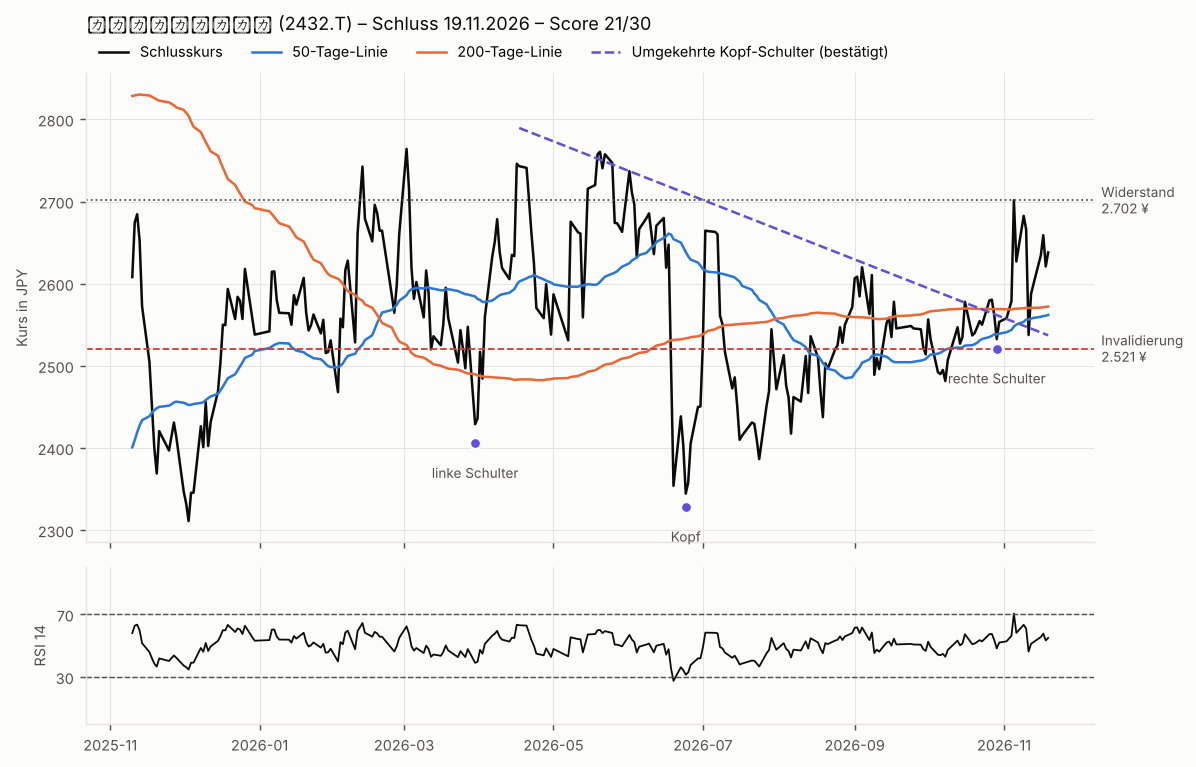 (2432.T) – Schluss 19.11.2026 – Score 21/30
Schlusskurs 50-Tage-Linie 200-Tage-Linie Umgekehrte Kopf-Schulter (bestätigt)
Kurs in JPY
2800
2700
2600
2500
2400
2300
Widerstand
2.702 ¥
Invalidierung
2.521 ¥
rechte Schulter
linke Schulter
Kopf
RSI 14
70
30
2025-11 2026-01 2026-03 2026-05 2026-07 2026-09 2026-11